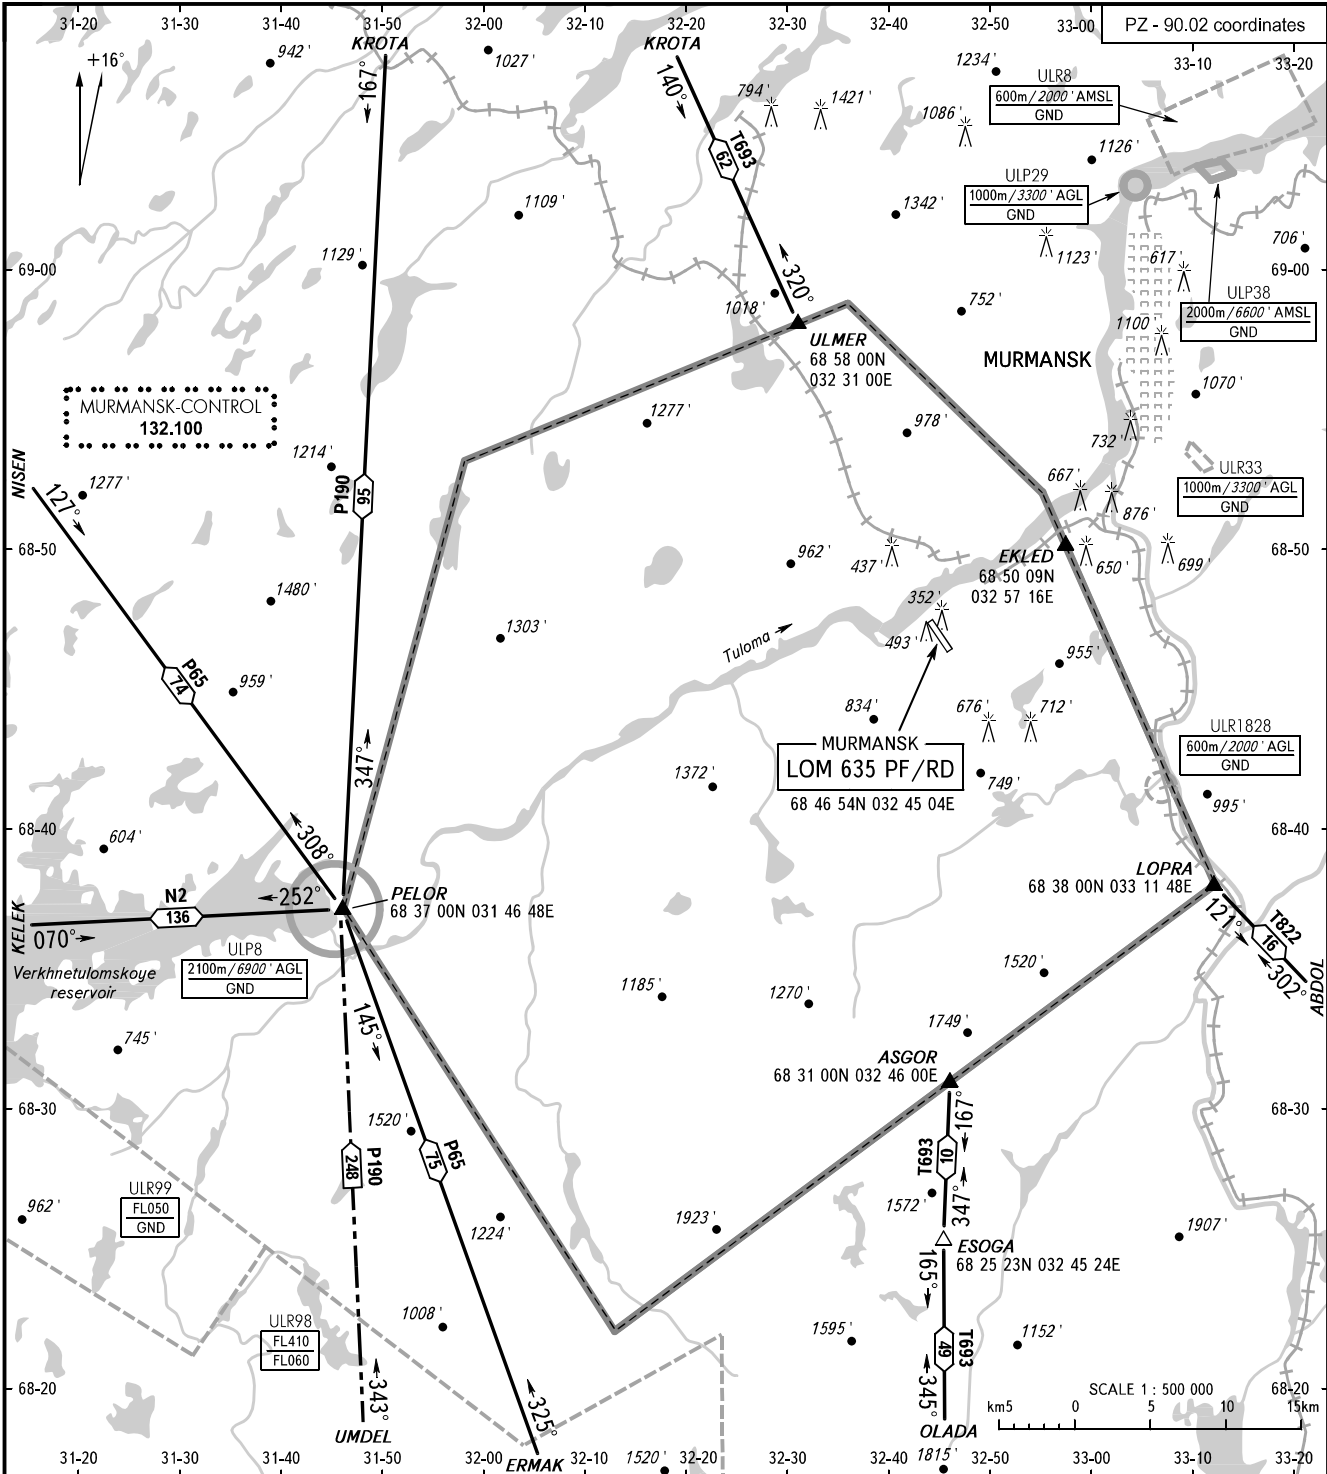 31-20 31-30 31-40 31-50 32-00 32-10 32-20 32-30 32-40 32-50 33-00
PZ - 90.02 coordinates
33-10 33-20
+16°
942'
KROTA
167°
1027'
KROTA
140°
1234'
794'
1421'
1086'
ULR8
600m/2000' AMSL
GND
T693
62
1126'
ULP29
1000m/3300' AGL
GND
1109'
1342'
1129'
1123'
617'
706'
69-00
69-00
320°
1018'
752'
ULP38
2000m/6600' AMSL
GND
1100'
ULMER
68 58 00N
032 31 00E
MURMANSK
1070'
MURMANSK-CONTROL
132.100
1277'
978'
732'
NISEN
127°
1277'
1214'
P190
95
667'
876'
ULR33
1000m/3300' AGL
GND
68-50
68-50
962'
437'
EKLED
68 50 09N
032 57 16E
650'
699'
1480'
352'
493'
1303'
Tuloma
955'
P65
74
959'
834'
676'
712'
347°
MURMANSK
LOM 635 PF/RD
68 46 54N 032 45 04E
ULR1828
600m/2000' AGL
GND
1372'
749'
995'
68-40
68-40
604'
308°
N2
136
252°
PELOR
68 37 00N 031 46 48E
LOPRA
68 38 00N 033 11 48E
KELEK
070°
121°
T822
16
302°
ABDOL
ULP8
2100m/6900' AGL
GND
Verkhnetulomskoye
reservoir
1185'
1270'
1520'
745'
145°
1749'
ASGOR
68 31 00N 032 46 00E
68-30
68-30
1520'
P190
248
P65
75
T693
10
167°
347°
ULR99
FL050
GND
962'
1224'
1923'
1572'
1907'
ESOGA
68 25 23N 032 45 24E
165°
ULR98
FL410
FL060
1008'
1595'
T693
49
1152'
68-20
68-20
343°
UMDEL
325°
ERMAK
345°
OLADA
SCALE 1 : 500 000
km5 0 5 10 15km
1520'
1815'
31-20 31-30 31-40 31-50 32-00 32-10 32-20 32-30 32-40 32-50 33-00 33-10 33-20